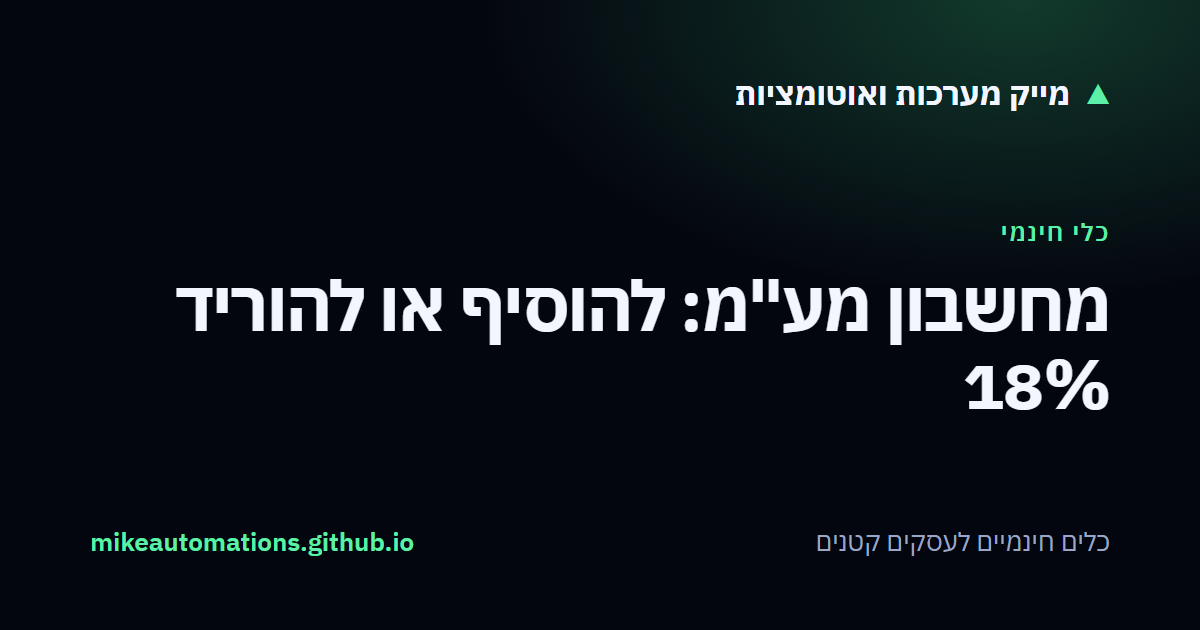 ▲ מייק מערכות ואוטומציות
כלי חינמי
מחשבון מע"מ: להוסיף או להוריד
18%
כלים חינמיים לעסקים קטנים
mikeautomations.github.io